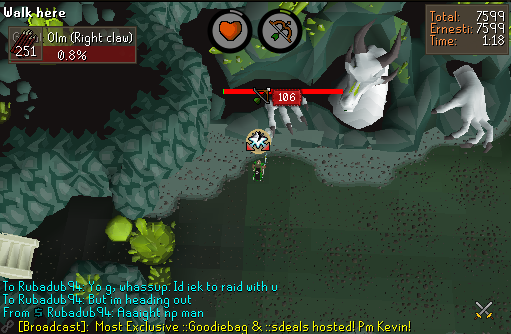 Walk here
Total: 7599
Ernesti: 7599
Time: 1:18
Olm (Right claw)
251
0.8%
106
To Rubadub94: Yo g, whassup: Id iek to raid with u
To Rubadub94: But im heading out
From S Rubadub94: Aaaight np man
[Broadcast]: Most Exclusive ::Goodiebag & ::sdeals hosted! Pm Kevin!